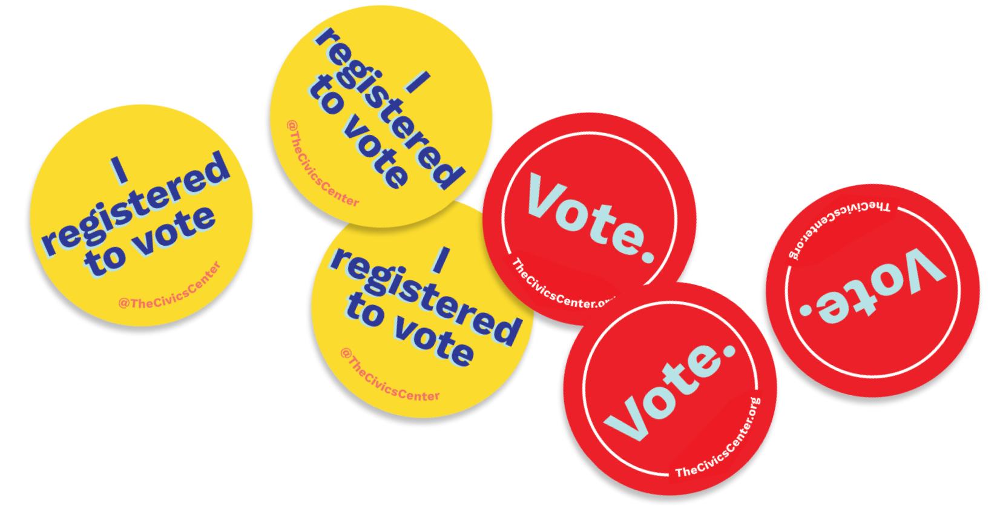 I
registered
to vote
@TheCivicsCenter
I
registered
to vote
@TheCivicsCenter
I
registered
to vote
@TheCivicsCenter
Vote.
TheCivicsCenter.or
Vote.
TheCivicsCenter.org
Vote.
TheCivicsCenter.org